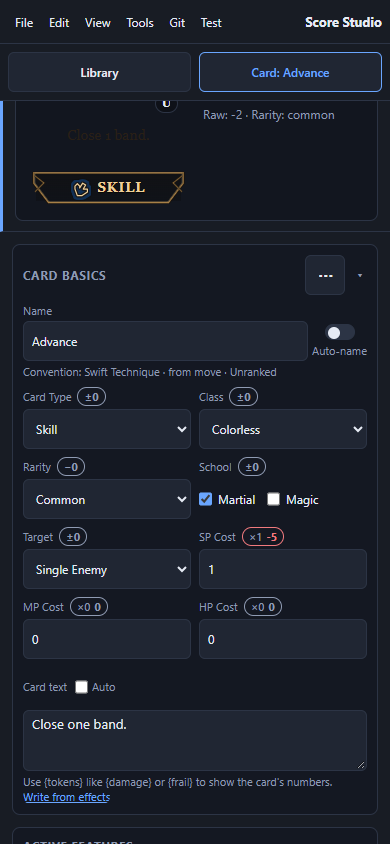 File Edit View Tools Git Test Score Studio
Library Card: Advance
U
Close 1 band.
Raw: -2 · Rarity: common
SKILL
CARD BASICS ---
Name
Advance
Auto-name
Convention: Swift Technique · from move · Unranked
Card Type ±0 Class ±0
Skill Colorless
Rarity −0 School ±0
Common Martial Magic
Target ±0 SP Cost ×1 -5
Single Enemy 1
MP Cost ×0 0 HP Cost ×0 0
0 0
Card text Auto
Close one band.
Use {tokens} like {damage} or {frail} to show the card's numbers.
Write from effects